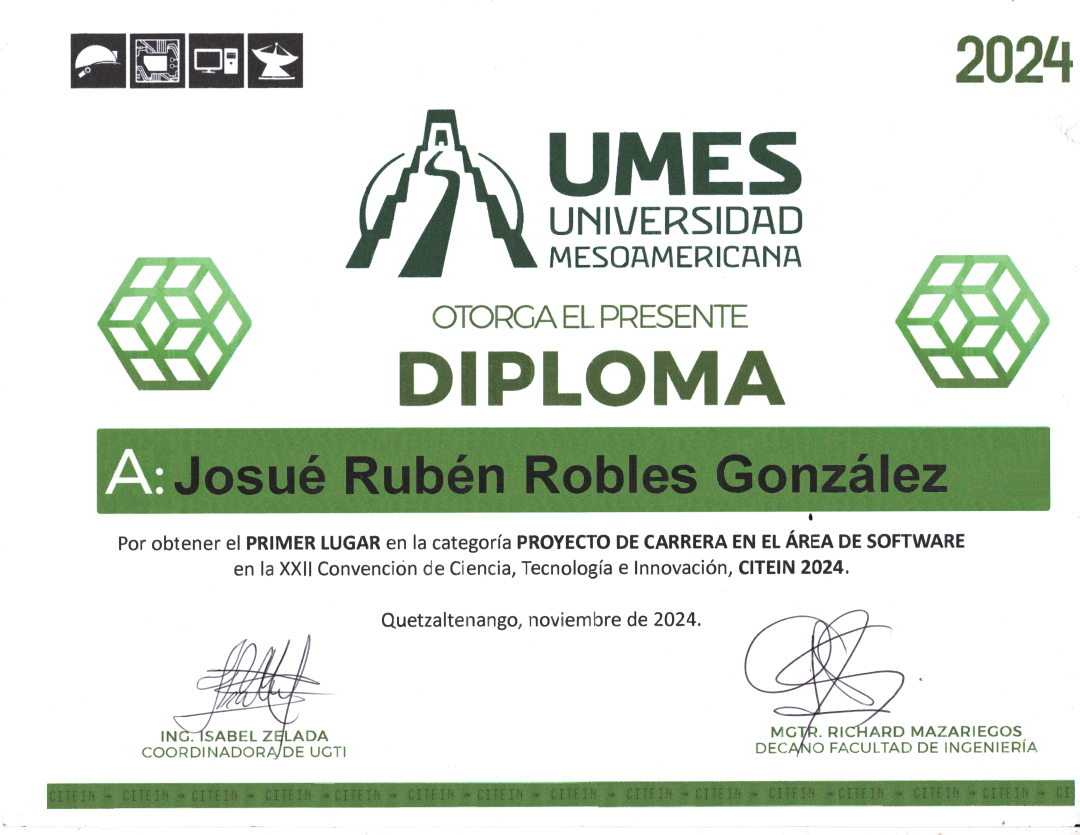 2024
UMES
UNIVERSIDAD
MESOAMERICANA
OTORGA EL PRESENTE
DIPLOMA
A: Josué Rubén Robles González
Por obtener el PRIMER LUGAR en la categoría PROYECTO DE CARRERA EN EL ÁREA DE SOFTWARE
en la XXII Convención de Ciencia, Tecnología e Innovación, CITEIN 2024.
Quetzaltenango, noviembre de 2024.
ING. ISABEL ZELADA
COORDINADORA DE UGTI
MGTR. RICHARD MAZARIEGOS
DECANO FACULTAD DE INGENIERÍA
CITEIN - CITEIN - CITEIN - CITEIN - CITEIN - CITEIN - CITEIN - CITEIN - CITEIN - CITEIN - CITEIN - CITEIN - CITEIN - CITEIN - CI